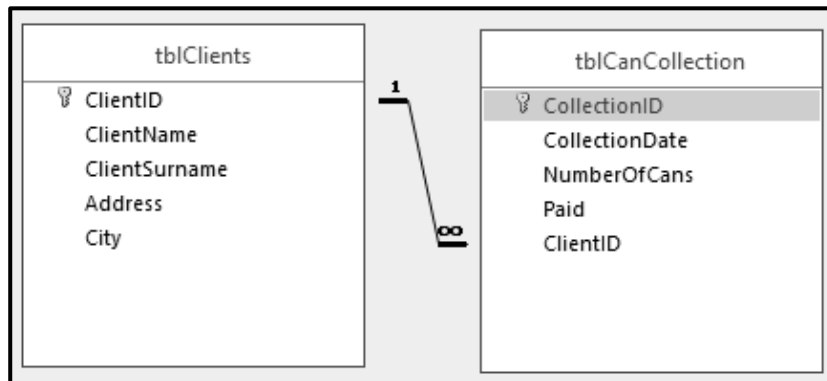 tblClients
ClientID
ClientName
ClientSurname
Address
City
1
∞
tblCanCollection
CollectionID
CollectionDate
NumberOfCans
Paid
ClientID